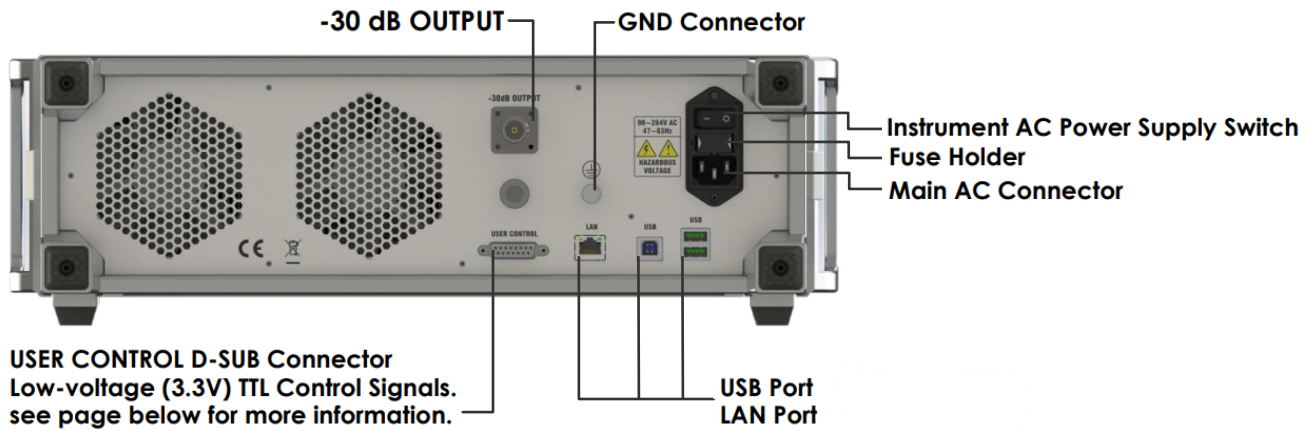 -30 dB OUTPUT
GND Connector
-30dB OUTPUT
90~264V AC
47~63Hz
HAZARDOUS
VOLTAGE
Instrument AC Power Supply Switch
Fuse Holder
Main AC Connector
USER CONTROL
LAN
USB
USB
CE
USER CONTROL D-SUB Connector
Low-voltage (3.3V) TTL Control Signals.
see page below for more information.
USB Port
LAN Port